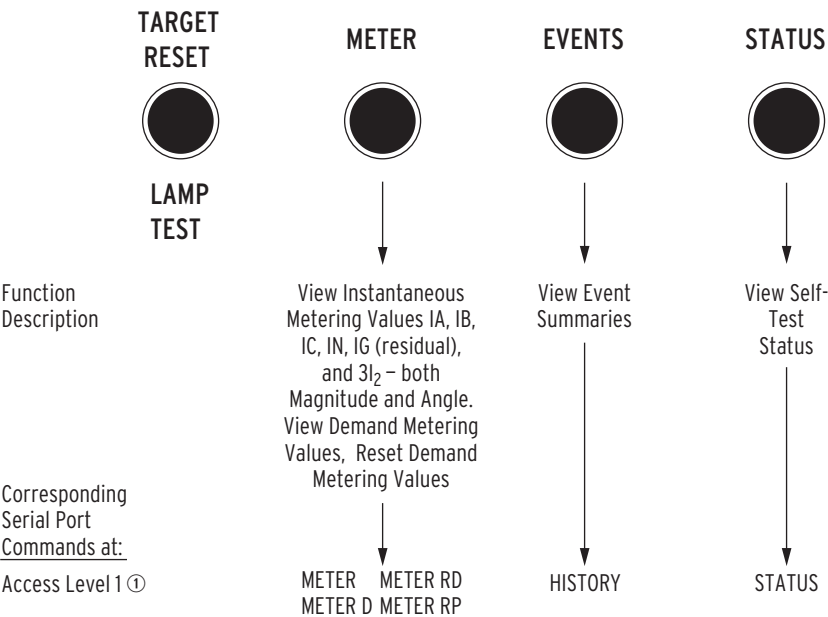 TARGET
RESET
METER
EVENTS
STATUS
LAMP
TEST
Function
Description
View Instantaneous
Metering Values IA, IB,
IC, IN, IG (residual),
and 3I₂ – both
Magnitude and Angle.
View Demand Metering
Values, Reset Demand
Metering Values
View Event
Summaries
View Self-
Test
Status
Corresponding
Serial Port
Commands at:
Access Level 1 ①
METER METER RD
METER D METER RP
HISTORY
STATUS